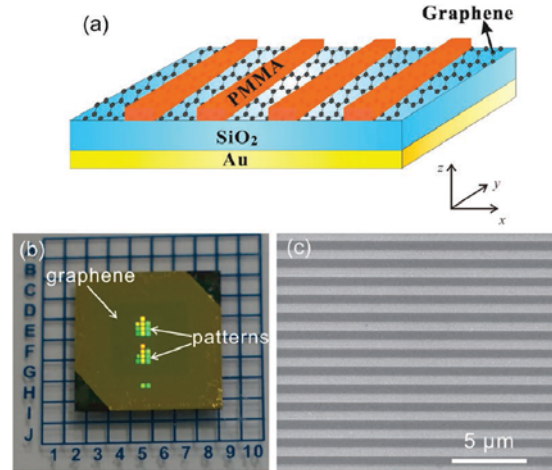 Graphene
(a)
PMMA
SiO₂
Au
z
y
x
(b)
graphene
patterns
B
C
D
E
F
G
H
I
J
1 2 3 4 5 6 7 8 9 10
(c)
5 μm